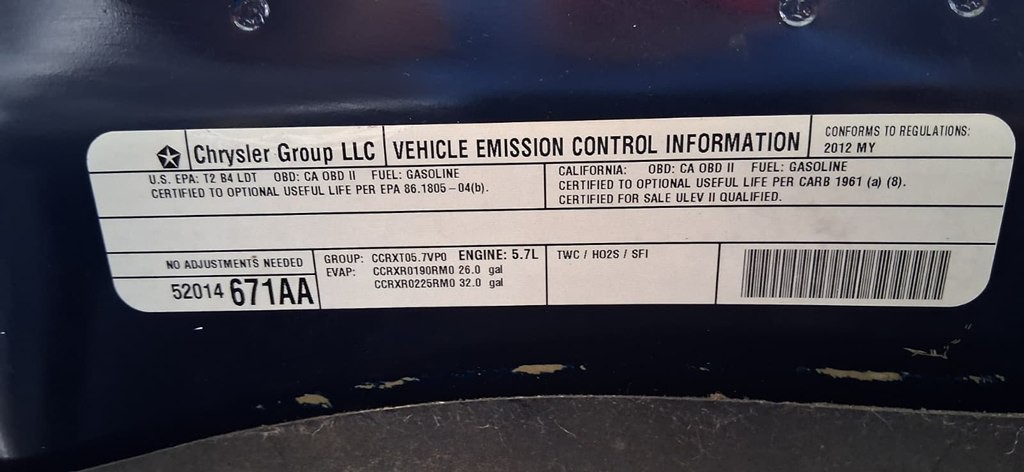 Chrysler Group LLC
VEHICLE EMISSION CONTROL INFORMATION
CONFORMS TO REGULATIONS:
2012 MY
U.S. EPA: T2 B4 LDT OBD: CA OBD II FUEL: GASOLINE
CERTIFIED TO OPTIONAL USEFUL LIFE PER EPA 86.1805-04(b).
CALIFORNIA: OBD: CA OBD II FUEL: GASOLINE
CERTIFIED TO OPTIONAL USEFUL LIFE PER CARB 1961 (a) (8).
CERTIFIED FOR SALE ULEV II QUALIFIED.
NO ADJUSTMENTS NEEDED
52014 671AA
GROUP: CCRXT05.7VP0 ENGINE: 5.7L
EVAP: CCRXR0190RM0 26.0 gal
CCRXR0225RM0 32.0 gal
TWC / HO2S / SFI